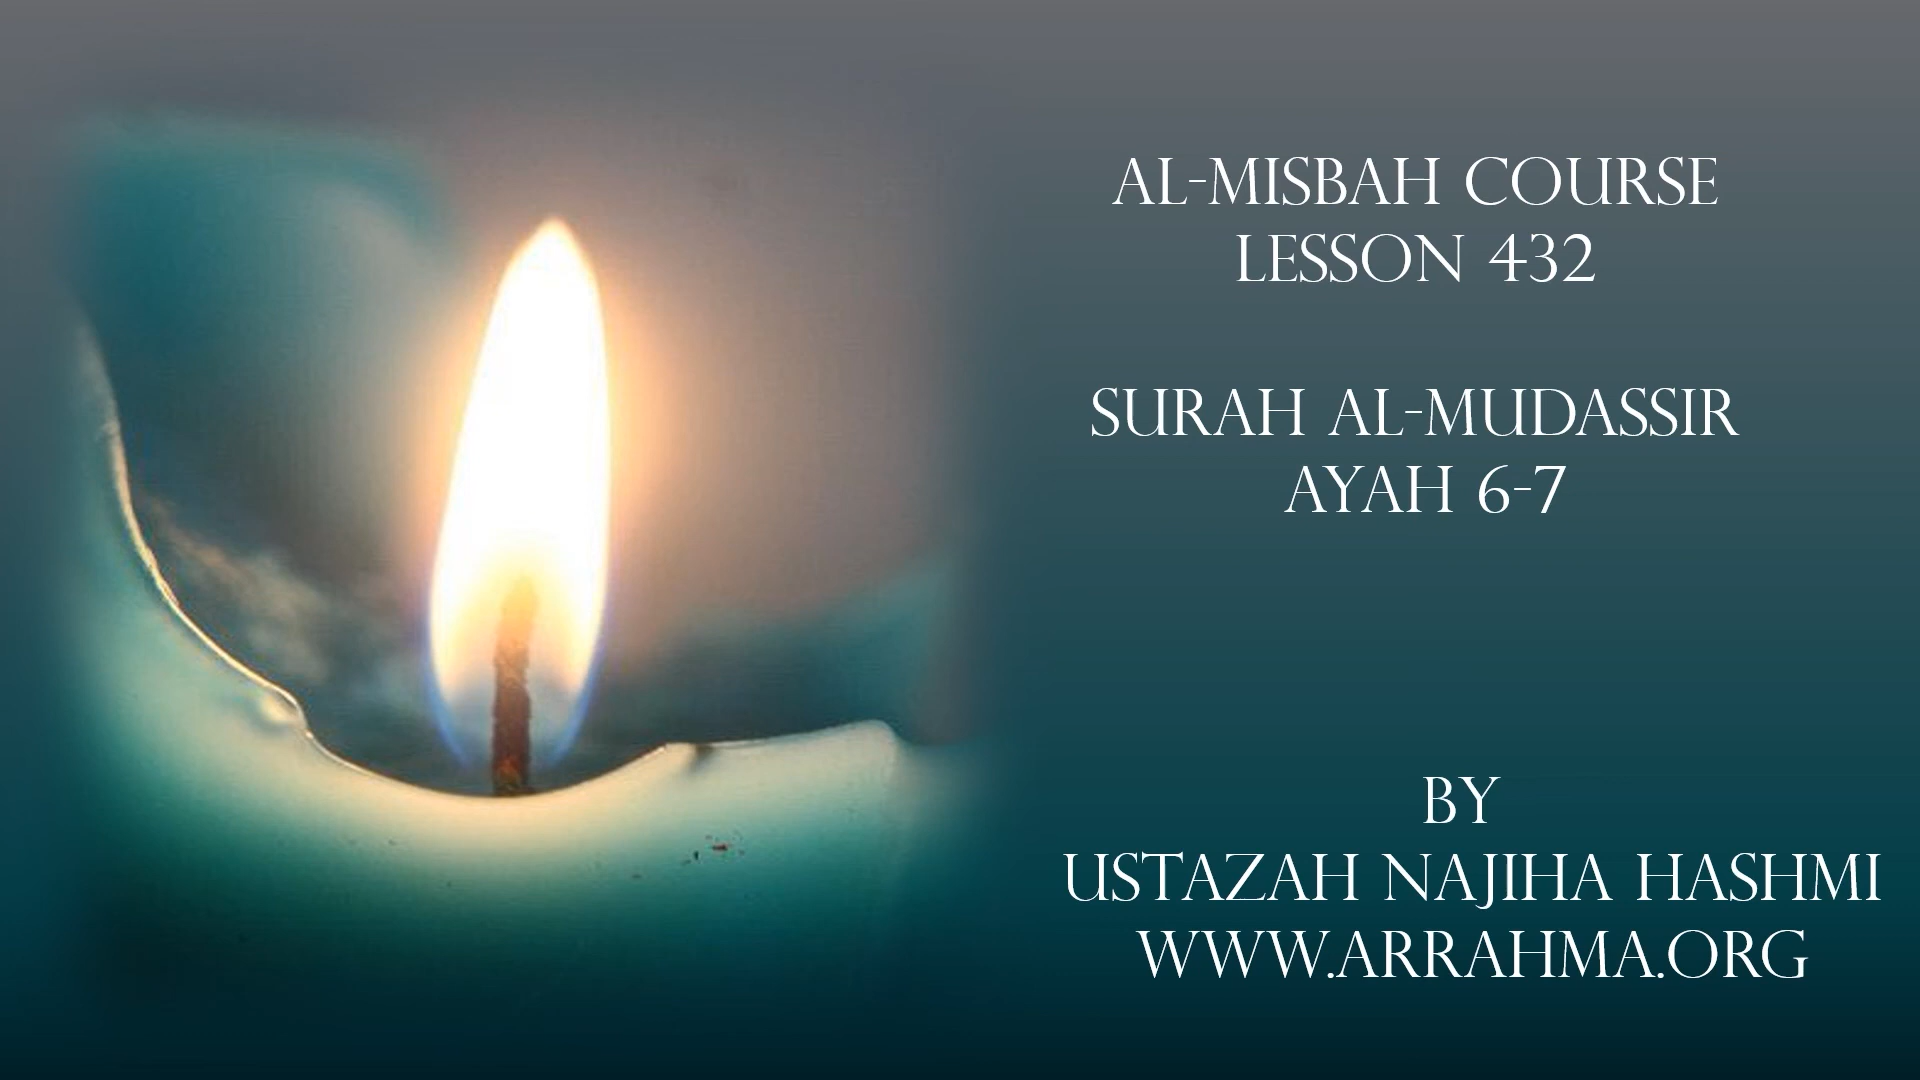 AL-MISBAH COURSE
LESSON 432
SURAH AL-MUDASSIR
AYAH 6-7
BY
USTAZAH NAJIHA HASHMI
WWW.ARRAHMA.ORG